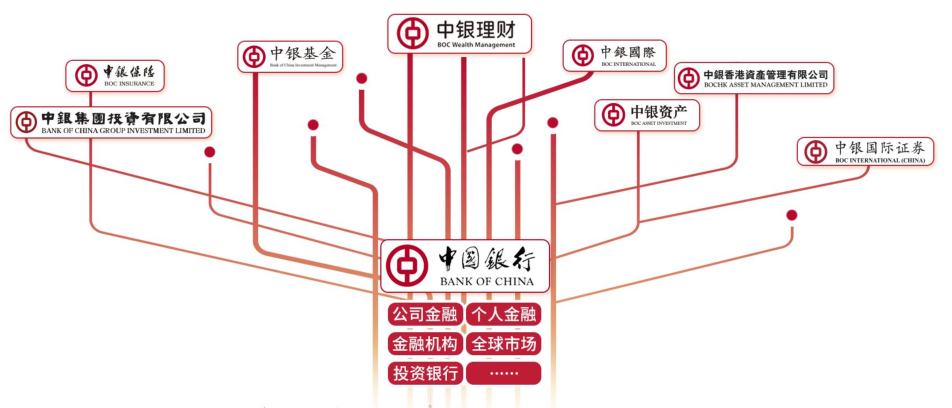 中银理财
BOC Wealth Management
中银基金
Bank of China Investment Management
中銀國際
BOC INTERNATIONAL
中銀保險
BOC INSURANCE
中銀香港資產管理有限公司
BOCHK ASSET MANAGEMENT LIMITED
中銀集團投資有限公司
BANK OF CHINA GROUP INVESTMENT LIMITED
中银资产
BOC ASSET INVESTMENT
中银国际证券
BOC INTERNATIONAL (CHINA)
中國銀行
BANK OF CHINA
公司金融 个人金融
金融机构 全球市场
投资银行 ······